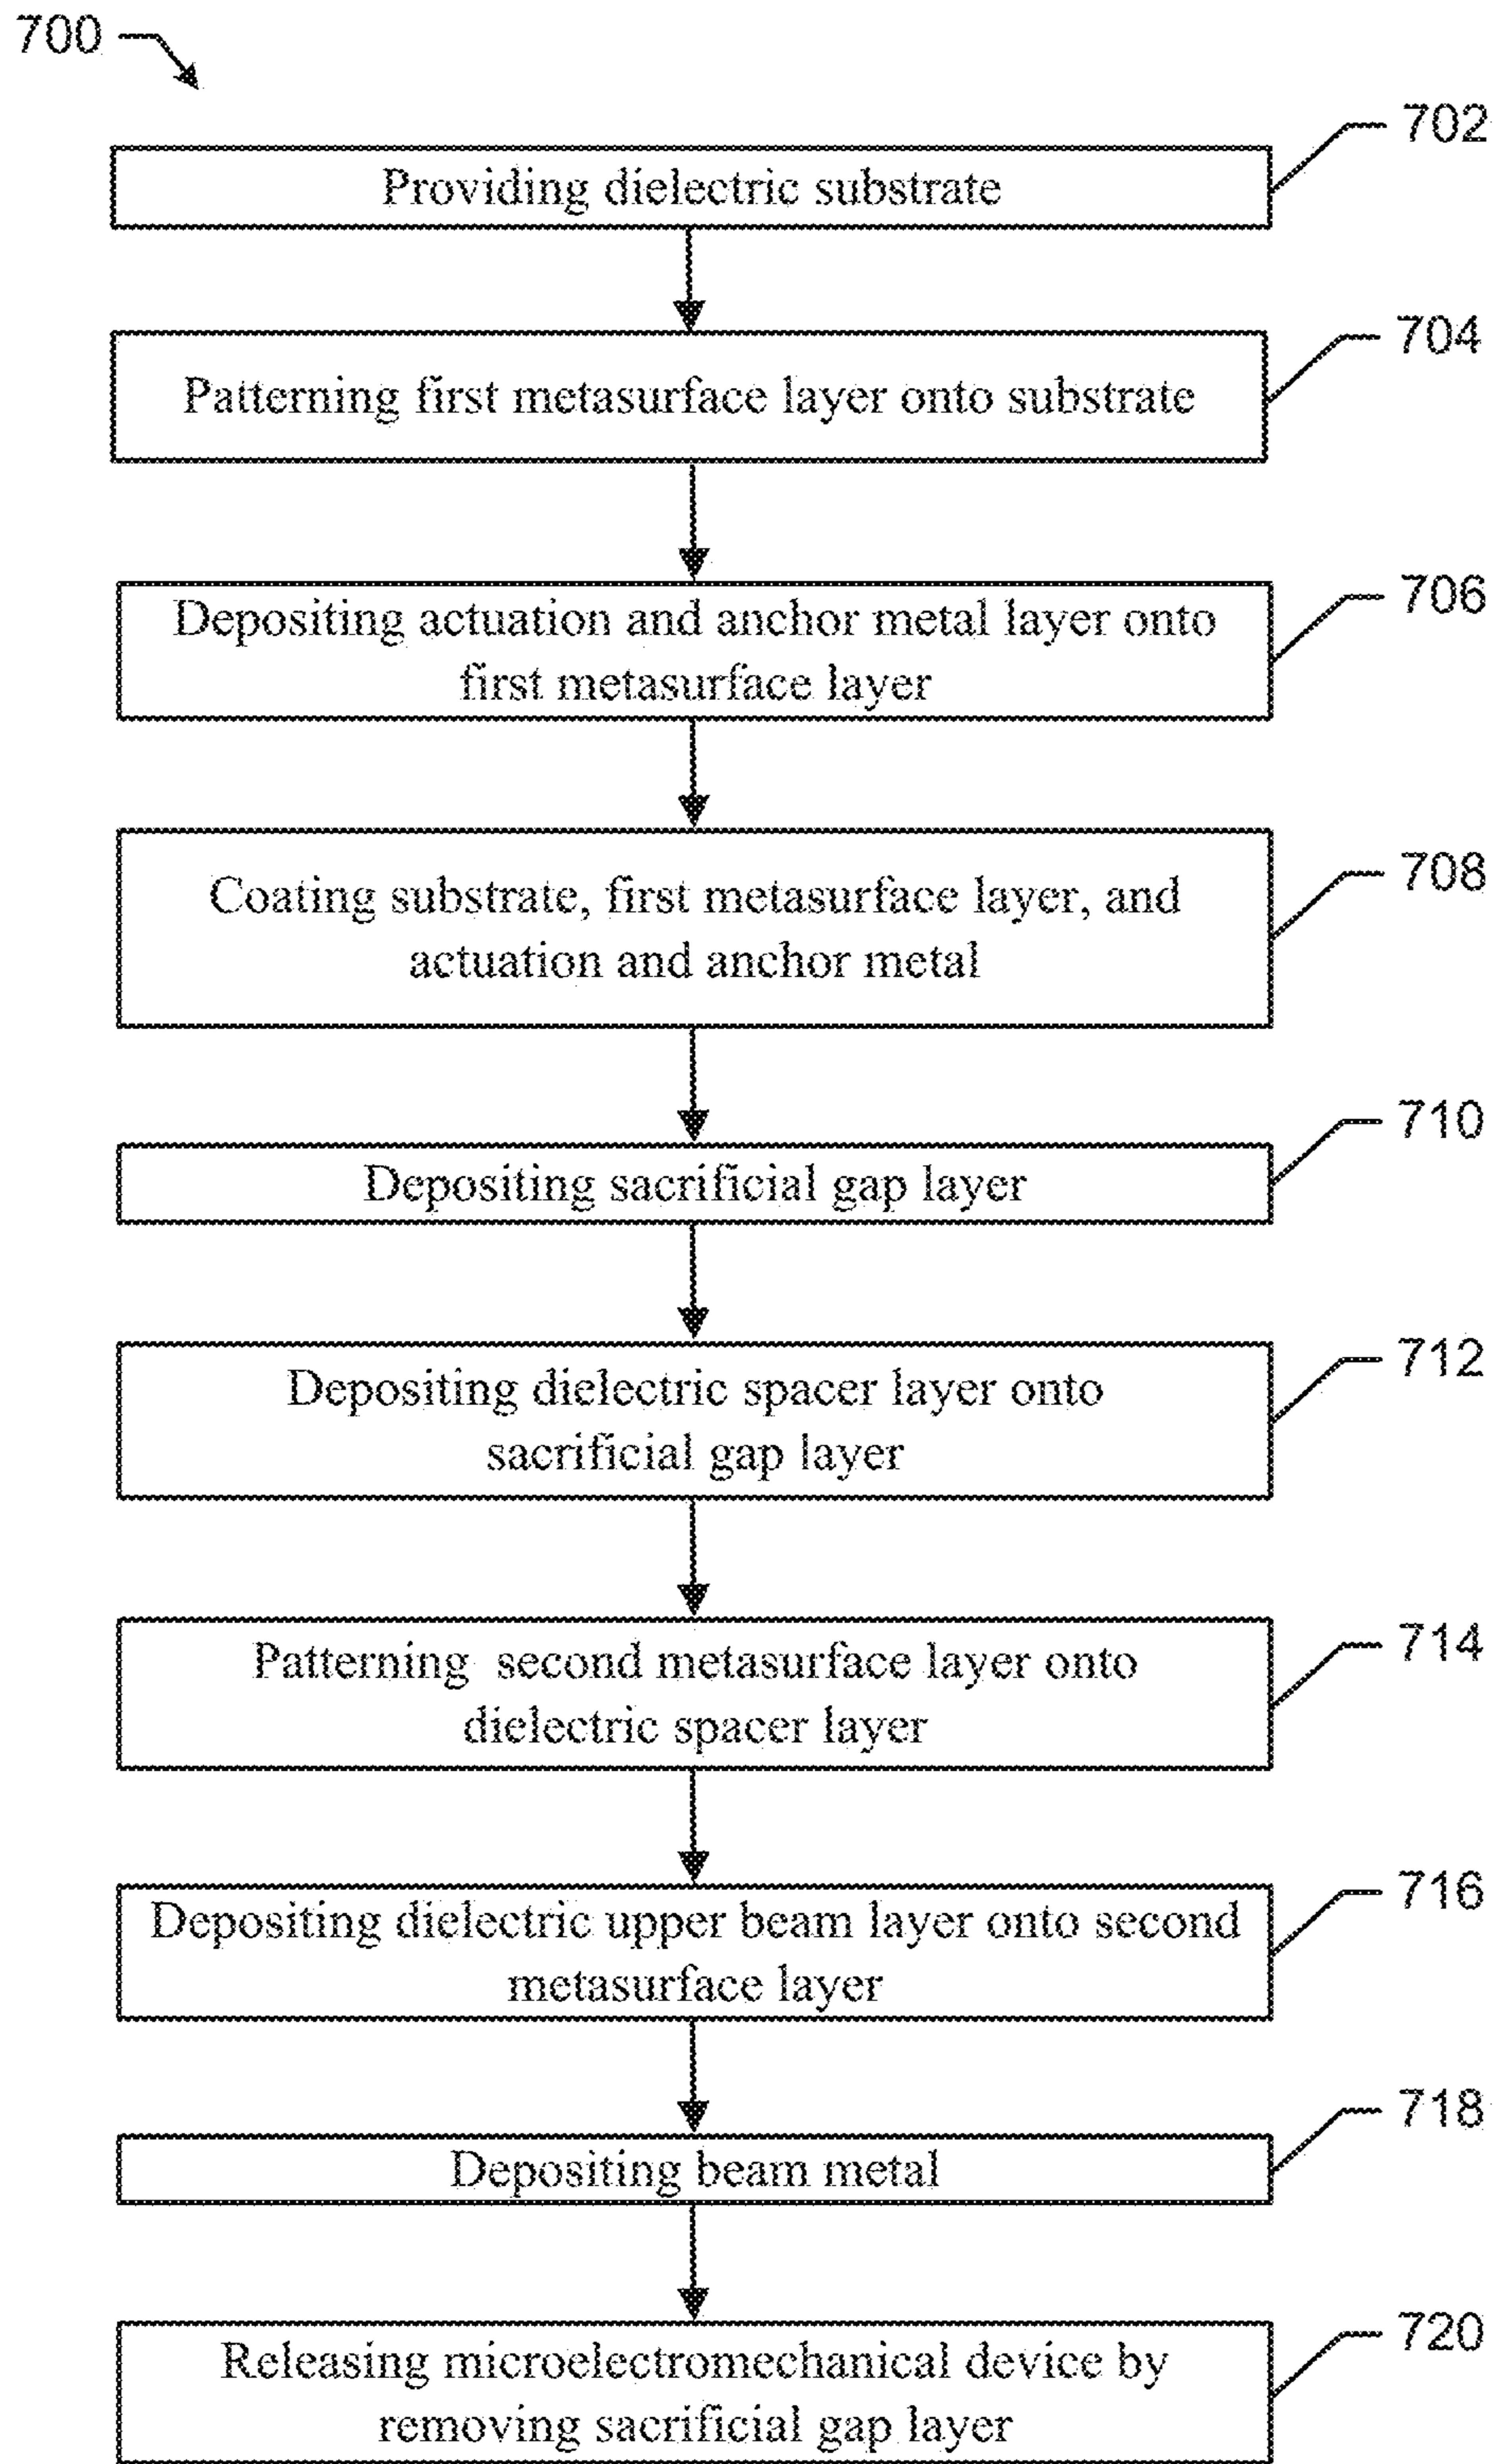 700
702
Providing dielectric substrate
704
Patterning first metasurface layer onto substrate
706
Depositing actuation and anchor metal layer onto
first metasurface layer
708
Coating substrate, first metasurface layer, and
actuation and anchor metal
710
Depositing sacrificial gap layer
712
Depositing dielectric spacer layer onto
sacrificial gap layer
714
Patterning second metasurface layer onto
dielectric spacer layer
716
Depositing dielectric upper beam layer onto second
metasurface layer
718
Depositing beam metal
720
Releasing microelectromechanical device by
removing sacrificial gap layer